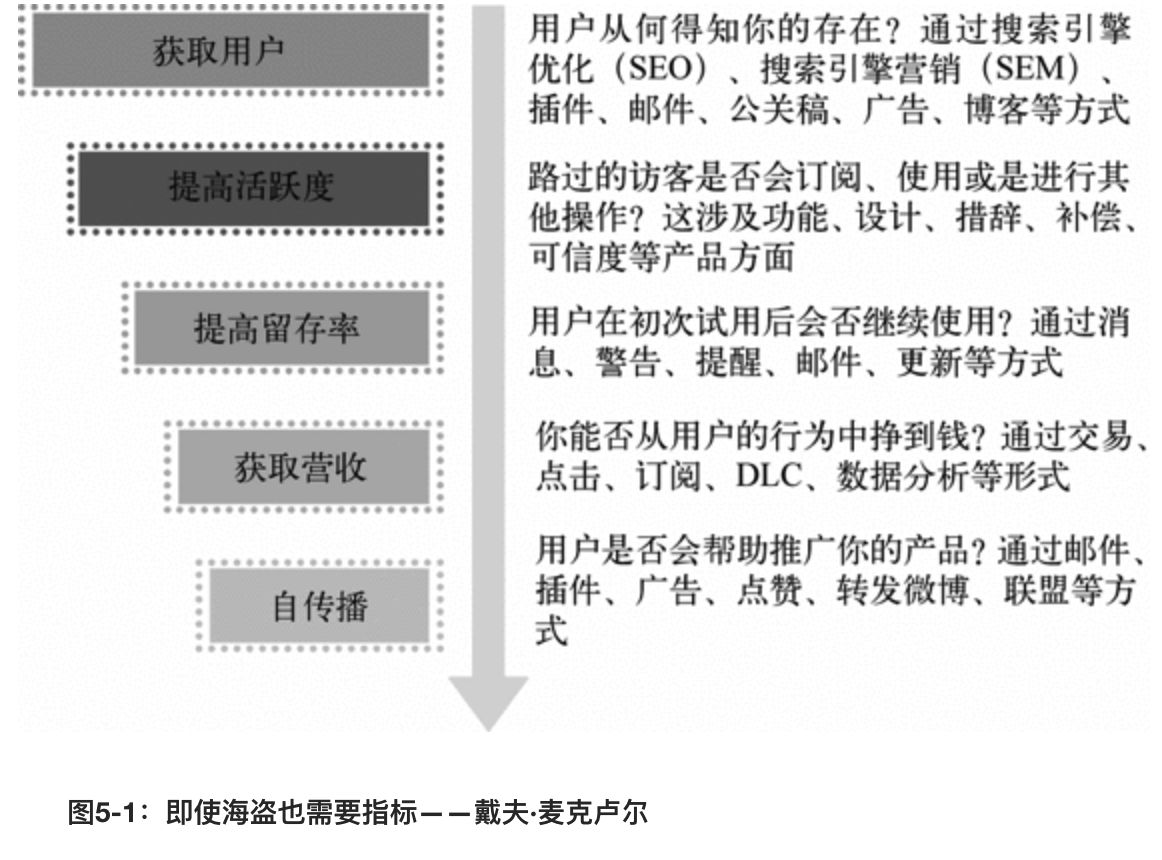 获取用户
用户从何得知你的存在？通过搜索引擎
优化（SEO）、搜索引擎营销（SEM）、
插件、邮件、公关稿、广告、博客等方式
提高活跃度
路过的访客是否会订阅、使用或是进行其
他操作？这涉及功能、设计、措辞、补偿、
可信度等产品方面
提高留存率
用户在初次试用后会否继续使用？通过消
息、警告、提醒、邮件、更新等方式
获取营收
你能否从用户的行为中挣到钱？通过交易、
点击、订阅、DLC、数据分析等形式
自传播
用户是否会帮助推广你的产品？通过邮件、
插件、广告、点赞、转发微博、联盟等方
式
图5-1：即使海盗也需要指标——戴夫·麦克卢尔